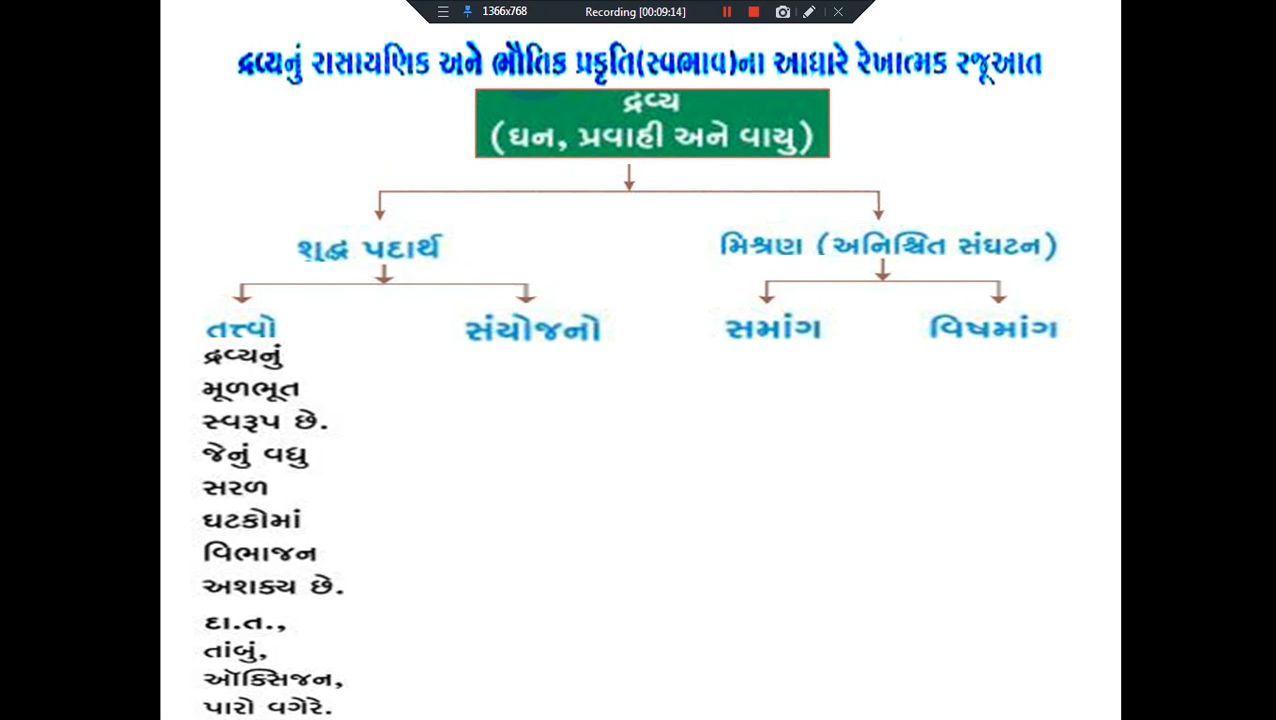 1366x768 Recording [00:09:14]
દ્રવ્યનું રાસાયણિક અને ભૌતિક પ્રકૃતિ(સ્વભાવ)ના આધારે રેખાત્મક રજૂઆત
દ્રવ્ય
(ઘન, પ્રવાહી અને વાયુ)
શુદ્ધ પદાર્થ
મિશ્રણ (અનિશ્ચિત સંઘટન)
તત્ત્વો
સંયોજનો
સમાંગ
વિષમાંગ
દ્રવ્યનું
મૂળભૂત
સ્વરૂપ છે.
જેનું વધુ
સરળ
ઘટકોમાં
વિભાજન
અશક્ય છે.
દા.ત.,
તાંબું,
ઑક્સિજન,
પારો વગેરે.